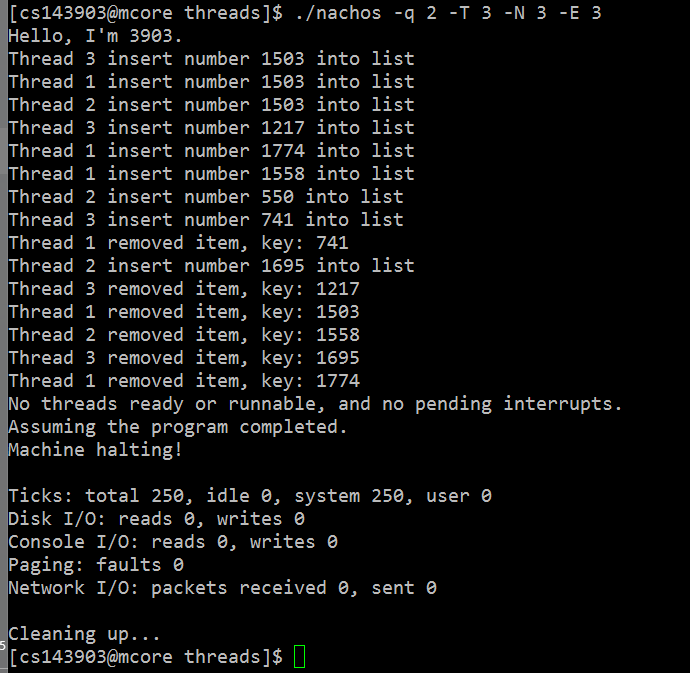 [cs143903@mcore threads]$ ./nachos -q 2 -T 3 -N 3 -E 3
Hello, I'm 3903.
Thread 3 insert number 1503 into list
Thread 1 insert number 1503 into list
Thread 2 insert number 1503 into list
Thread 3 insert number 1217 into list
Thread 1 insert number 1774 into list
Thread 1 insert number 1558 into list
Thread 2 insert number 550 into list
Thread 3 insert number 741 into list
Thread 1 removed item, key: 741
Thread 2 insert number 1695 into list
Thread 3 removed item, key: 1217
Thread 1 removed item, key: 1503
Thread 2 removed item, key: 1558
Thread 3 removed item, key: 1695
Thread 1 removed item, key: 1774
No threads ready or runnable, and no pending interrupts.
Assuming the program completed.
Machine halting!

Ticks: total 250, idle 0, system 250, user 0
Disk I/O: reads 0, writes 0
Console I/O: reads 0, writes 0
Paging: faults 0
Network I/O: packets received 0, sent 0

Cleaning up...
5
[cs143903@mcore threads]$